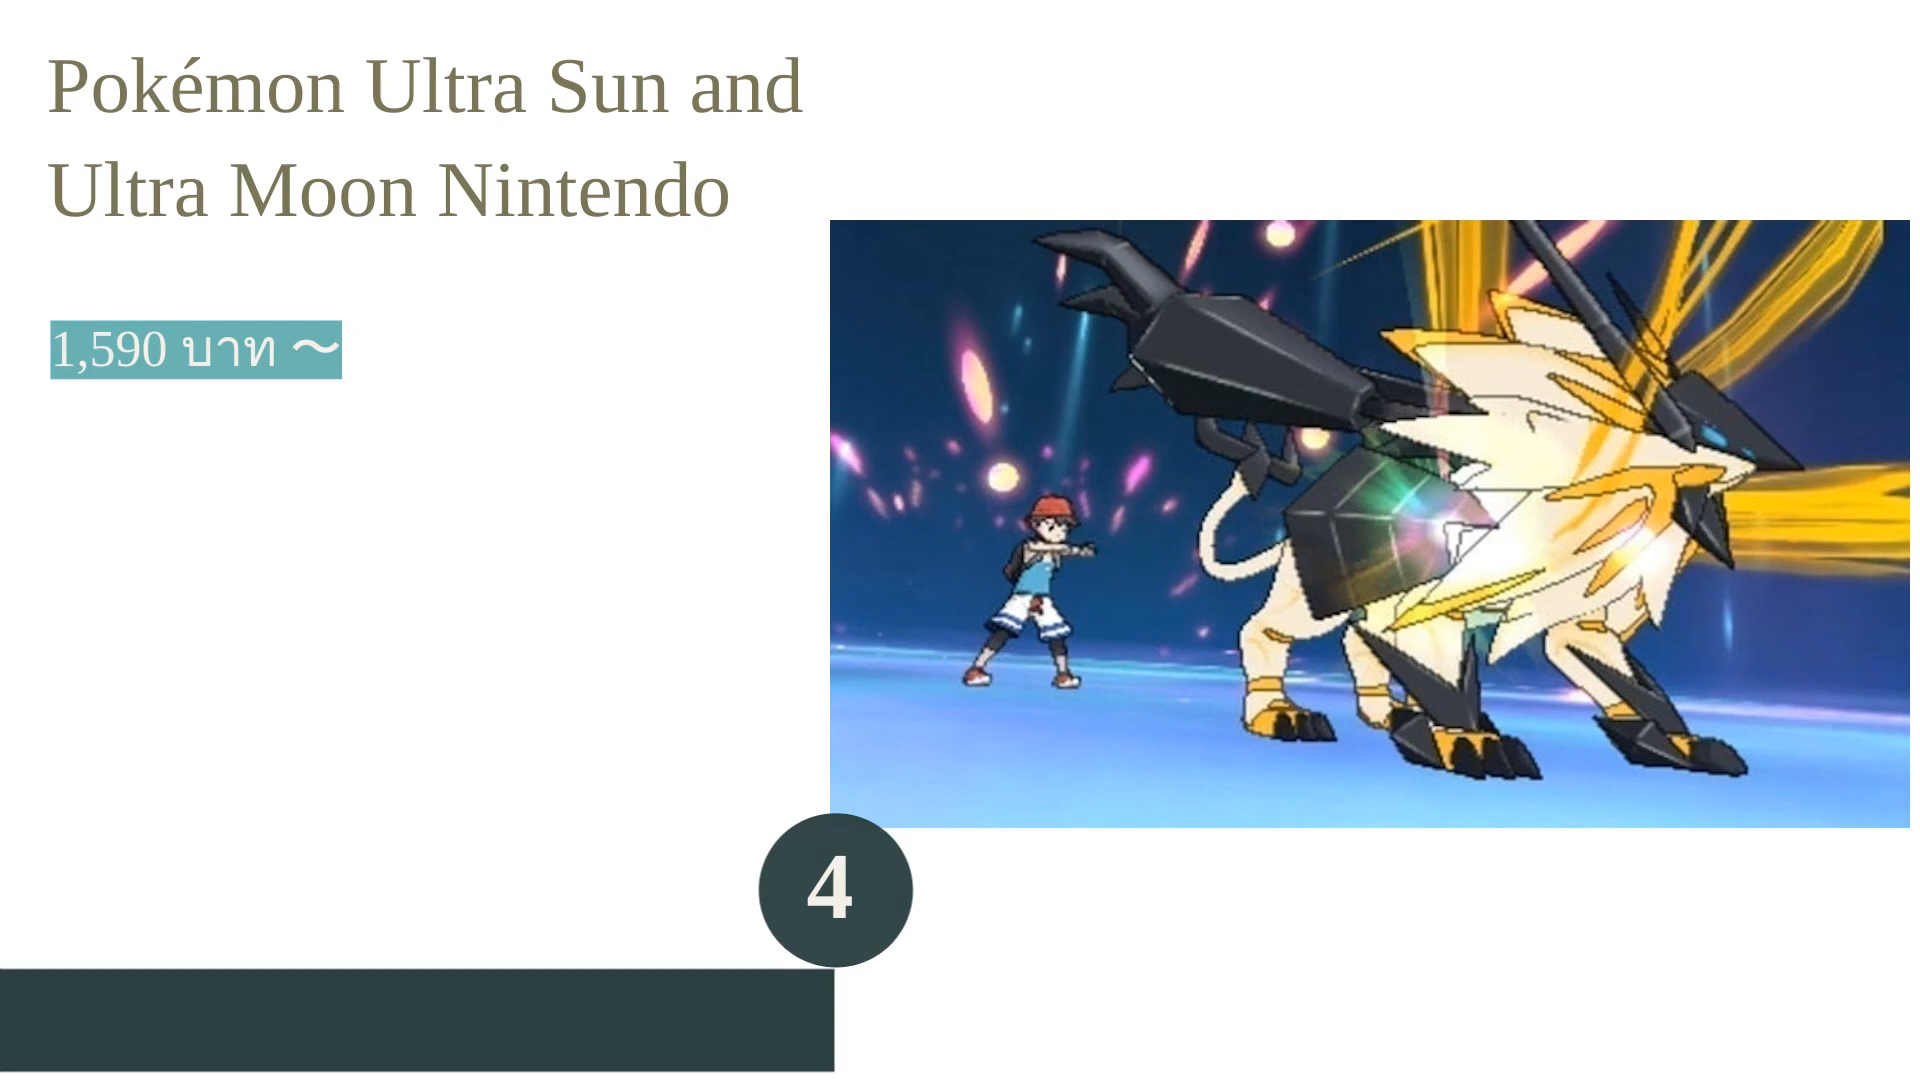 Pokémon Ultra Sun and
Ultra Moon Nintendo
1,590 บาท 〜
4